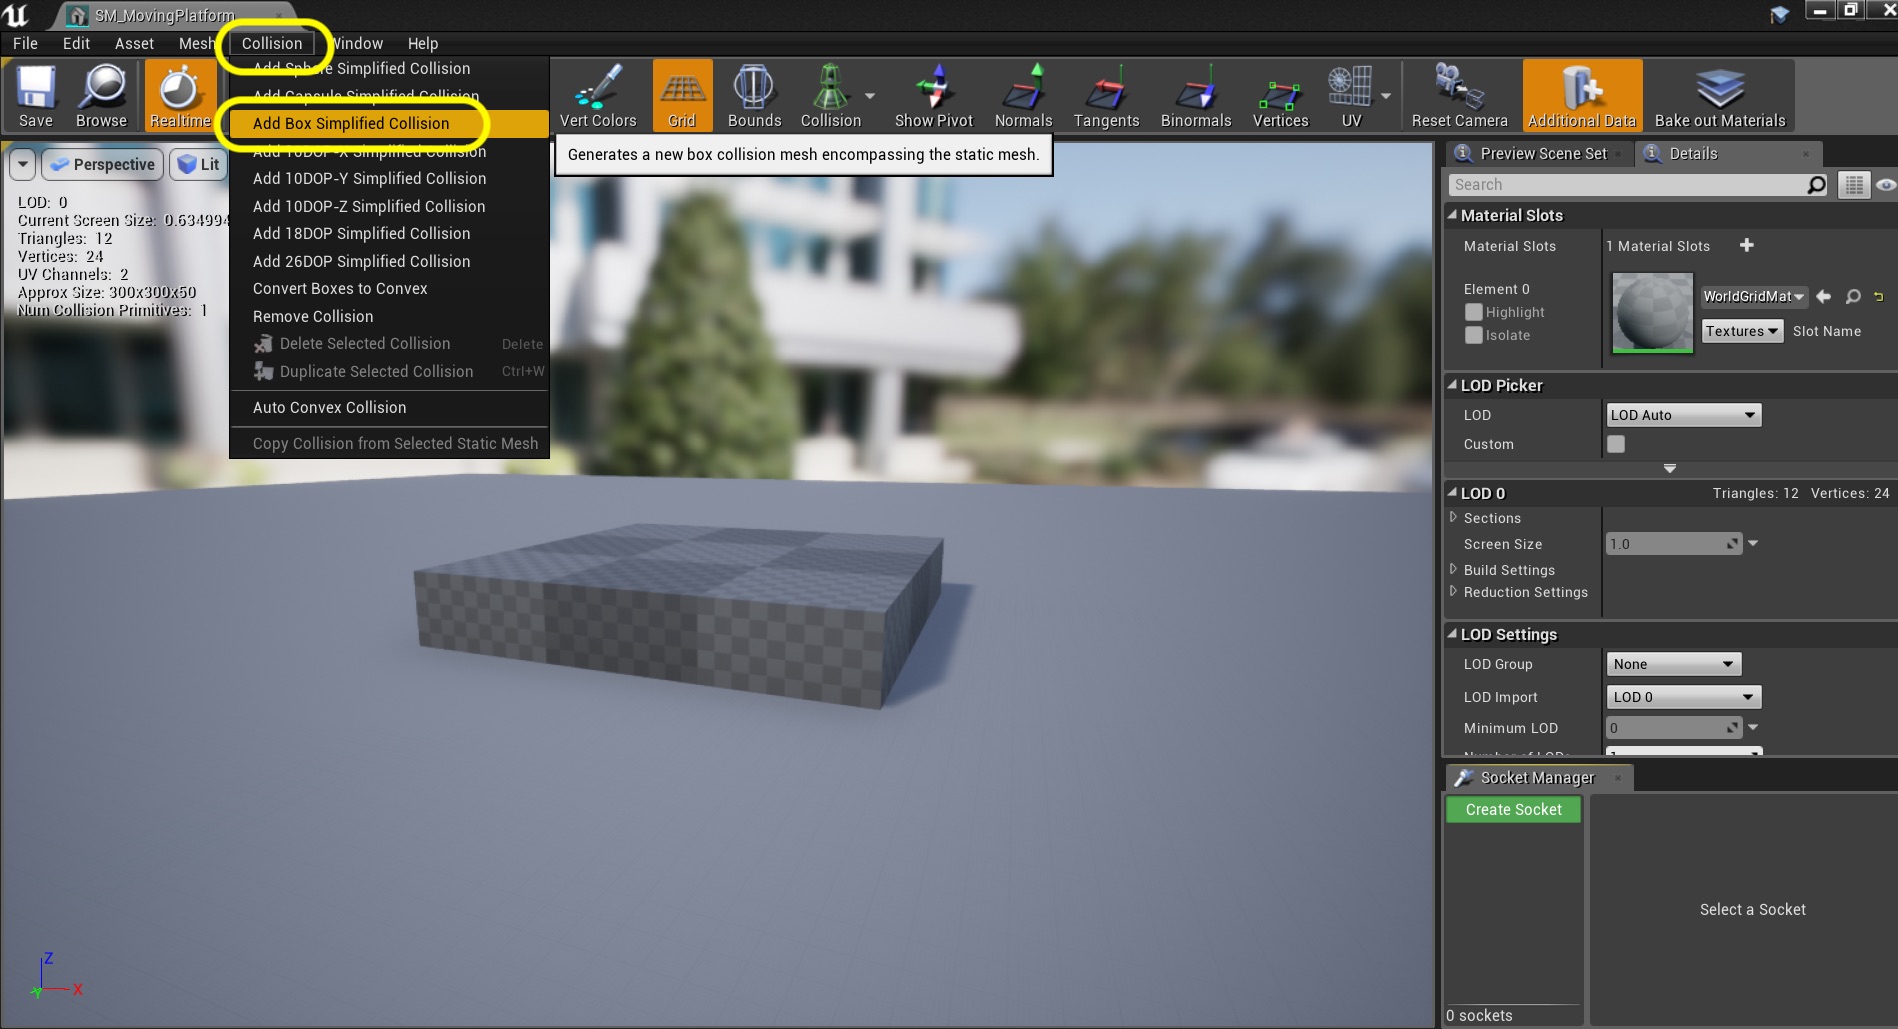 SM_MovingPlatform
File Edit Asset Mesh Collision Window Help
Save Browse Realtime Vert Colors Grid Bounds Collision Show Pivot Normals Tangents Binormals Vertices UV Reset Camera Additional Data Bake out Materials
Add Sphere Simplified Collision
Add Capsule Simplified Collision
Add Box Simplified Collision
Add 10DOP-X Simplified Collision
Add 10DOP-Y Simplified Collision
Add 10DOP-Z Simplified Collision
Add 18DOP Simplified Collision
Add 26DOP Simplified Collision
Convert Boxes to Convex
Remove Collision
Delete Selected Collision Delete
Duplicate Selected Collision Ctrl+W
Auto Convex Collision
Copy Collision from Selected Static Mesh
Generates a new box collision mesh encompassing the static mesh.
Perspective Lit
LOD: 0
Current Screen Size: 0.634994
Triangles: 12
Vertices: 24
UV Channels: 2
Approx Size: 300x300x50
Num Collision Primitives: 1
Z
X
Y
Preview Scene Set Details
Search
Material Slots
Material Slots 1 Material Slots
Element 0
Highlight
Isolate
WorldGridMat
Textures Slot Name
LOD Picker
LOD LOD Auto
Custom
LOD 0 Triangles: 12 Vertices: 24
Sections
Screen Size 1.0
Build Settings
Reduction Settings
LOD Settings
LOD Group None
LOD Import LOD 0
Minimum LOD 0
Number of LODs 1
Socket Manager
Create Socket
Select a Socket
0 sockets